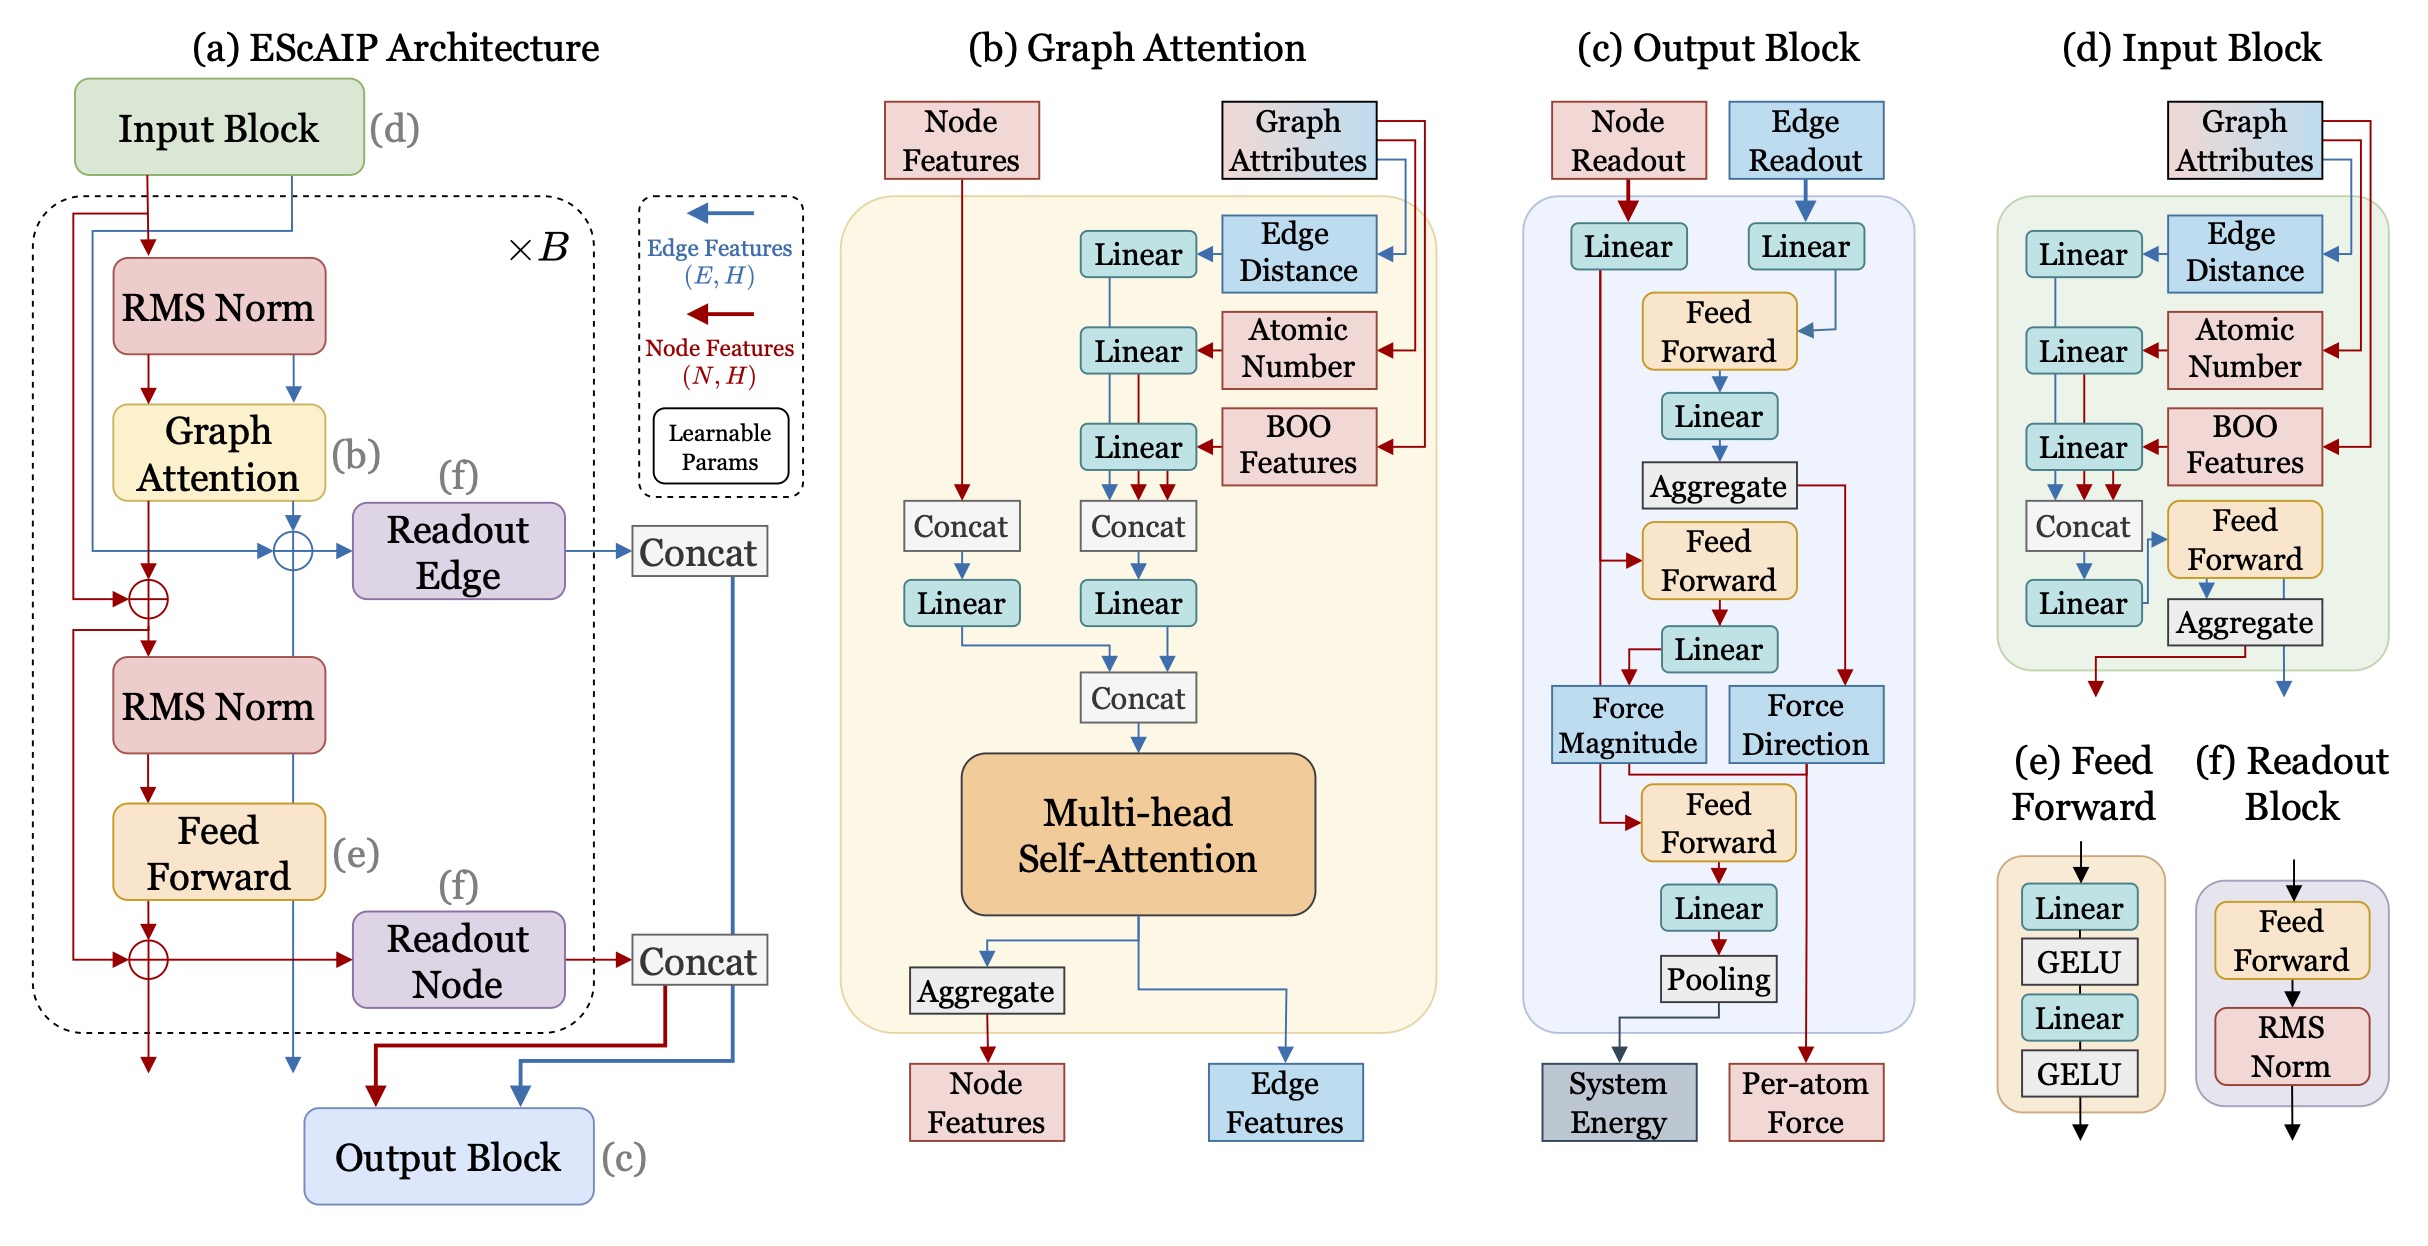 (a) EScAIP Architecture
Input Block
(d)
×B
RMS Norm
Graph
Attention
(b)
(f)
Readout
Edge
Concat
RMS Norm
Feed
Forward
(e)
(f)
Readout
Node
Concat
Output Block
(c)
Edge Features
(E, H)
Node Features
(N, H)
Learnable
Params
(b) Graph Attention
Node
Features
Graph
Attributes
Linear
Edge
Distance
Linear
Atomic
Number
Linear
BOO
Features
Concat
Concat
Linear
Linear
Concat
Multi-head
Self-Attention
Aggregate
Node
Features
Edge
Features
(c) Output Block
Node
Readout
Edge
Readout
Linear
Linear
Feed
Forward
Linear
Aggregate
Feed
Forward
Linear
Force
Magnitude
Force
Direction
Feed
Forward
Linear
Pooling
System
Energy
Per-atom
Force
(d) Input Block
Graph
Attributes
Linear
Edge
Distance
Linear
Atomic
Number
Linear
BOO
Features
Concat
Feed
Forward
Linear
Aggregate
(e) Feed
Forward
Linear
GELU
Linear
GELU
(f) Readout
Block
Feed
Forward
RMS
Norm